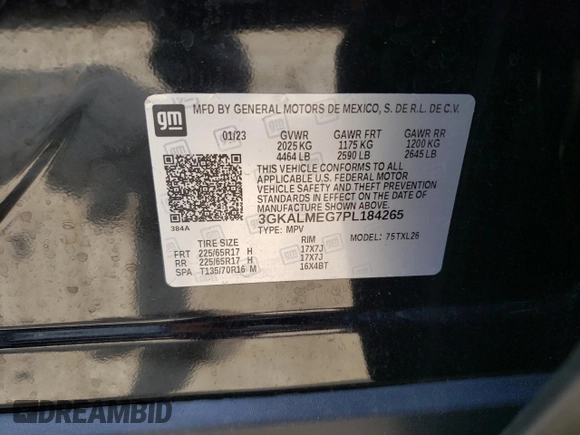 gm
MFD BY GENERAL MOTORS DE MEXICO, S. DE R.L. DE C.V.
01/23 GVWR GAWR FRT GAWR RR
2025 KG 1175 KG 1200 KG
4464 LB 2590 LB 2645 LB
THIS VEHICLE CONFORMS TO ALL
APPLICABLE U.S. FEDERAL MOTOR
VEHICLE SAFETY AND THEFT PREVENTION
STANDARDS IN EFFECT ON THE DATE OF
MANUFACTURE SHOWN ABOVE.
3GKALMEG7PL184265
384A TYPE: MPV MODEL: 75TXL26
TIRE SIZE RIM
FRT 225/65R17 H 17X7J
RR 225/65R17 H 17X7J
SPA T135/70R16 M 16X4BT
DREAMBID